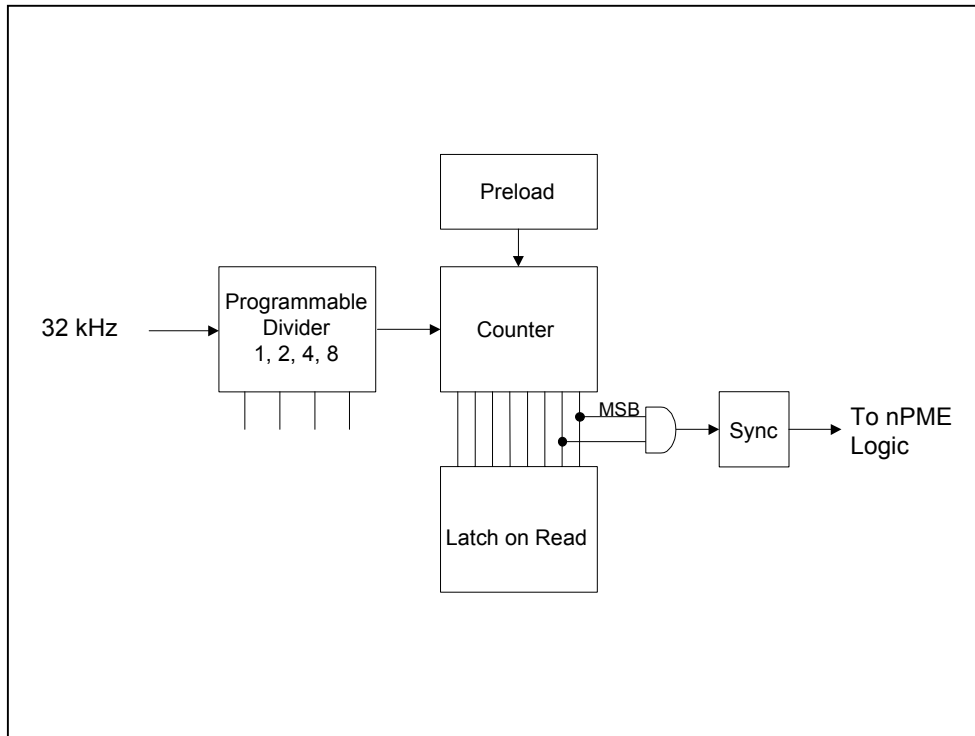 Preload
32 kHz
Programmable
Divider
1, 2, 4, 8
Counter
MSB
Sync
To nPME
Logic
Latch on Read